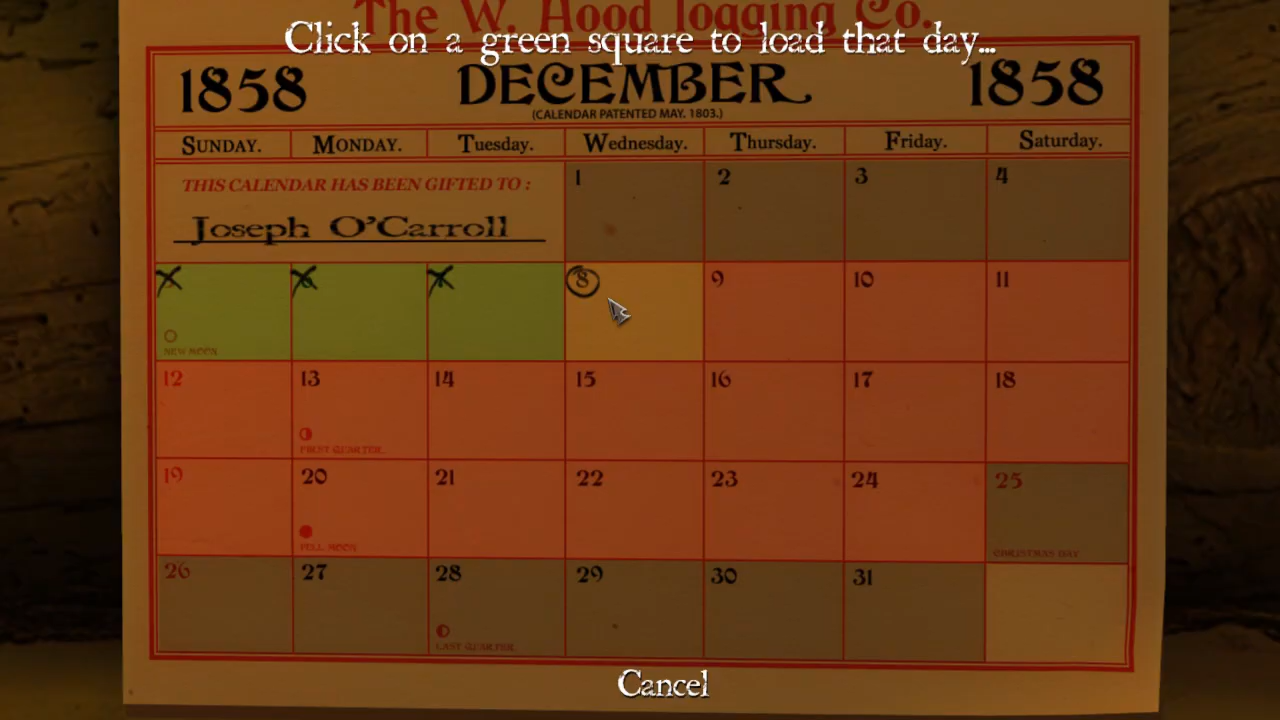 The W. Hood logging Co.
Click on a green square to load that day...
1858 DECEMBER 1858
(CALENDAR PATENTED MAY. 1803.)
SUNDAY. MONDAY. Tuesday. Wednesday. Thursday. Friday. Saturday.
THIS CALENDAR HAS BEEN GIFTED TO :
Joseph O'Carroll
1 2 3 4
8 9 10 11
NEW MOON
12 13 14 15 16 17 18
FIRST QUARTER
19 20 21 22 23 24 25
FULL MOON CHRISTMAS DAY
26 27 28 29 30 31
LAST QUARTER
Cancel